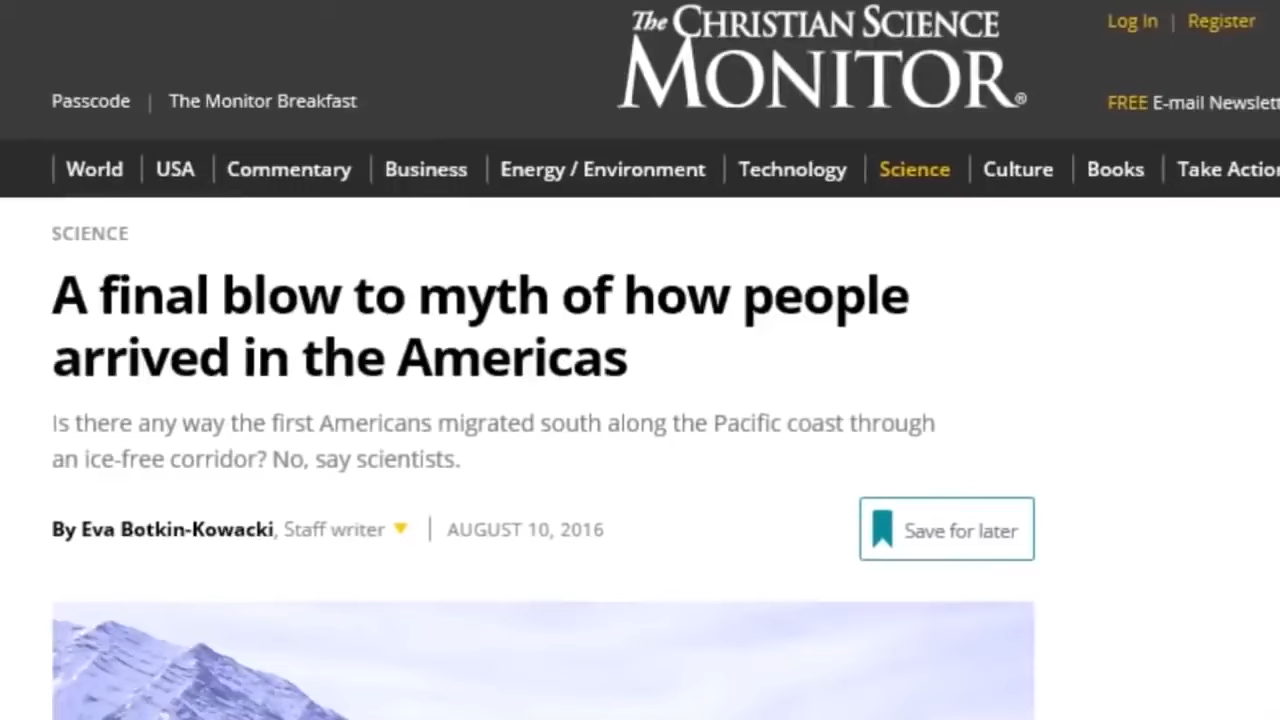 The CHRISTIAN SCIENCE
MONITOR®
Log In | Register
Passcode | The Monitor Breakfast
FREE E-mail
World | USA | Commentary | Business | Energy / Environment | Technology | Science | Culture | Books | Take
SCIENCE
A final blow to myth of how people
arrived in the Americas
Is there any way the first Americans migrated south along the Pacific coast through
an ice-free corridor? No, say scientists.
By Eva Botkin-Kowacki, Staff writer | AUGUST 10, 2016
Save for later